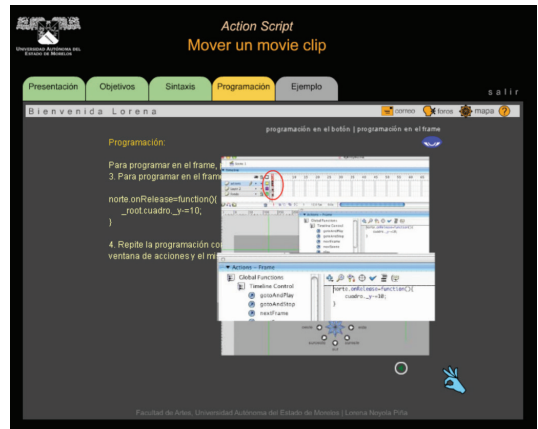 Action Script
Mover un movie clip
UNIVERSIDAD AUTÓNOMA DEL
ESTADO DE MORELOS
Presentación
Objetivos
Sintaxis
Programación
Ejemplo
salir
Bienvenida Lorena
correo
foros
mapa
?
programación en el botón | programación en el frame
Programación:
Para programar en el frame,
3. Para programar en el frame
norte.onRelease=function(){
_root.cuadro._y-=10;
}
4. Repite la programación co
ventana de acciones y el mi
Actions - Frame
Global Functions
Timeline Control
gotoAndPlay
gotoAndStop
nextFrame
norte.onRelease=function(){
cuadro._y-=10;
}
Facultad de Artes, Universidad Autónoma del Estado de Morelos | Lorena Noyola Piña